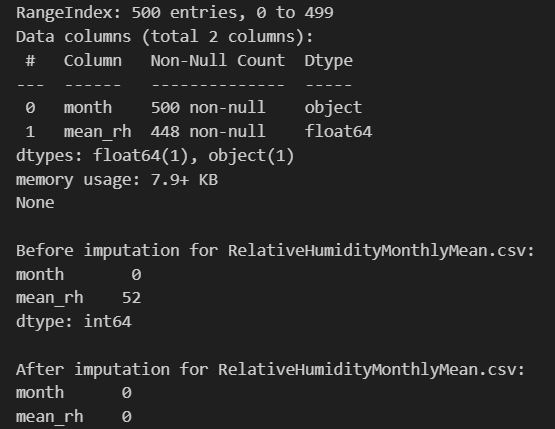 RangeIndex: 500 entries, 0 to 499
Data columns (total 2 columns):
 #   Column   Non-Null Count  Dtype
---  ------   --------------  -----
 0   month    500 non-null    object
 1   mean_rh  448 non-null    float64
dtypes: float64(1), object(1)
memory usage: 7.9+ KB
None

Before imputation for RelativeHumidityMonthlyMean.csv:
month       0
mean_rh    52
dtype: int64

After imputation for RelativeHumidityMonthlyMean.csv:
month      0
mean_rh    0